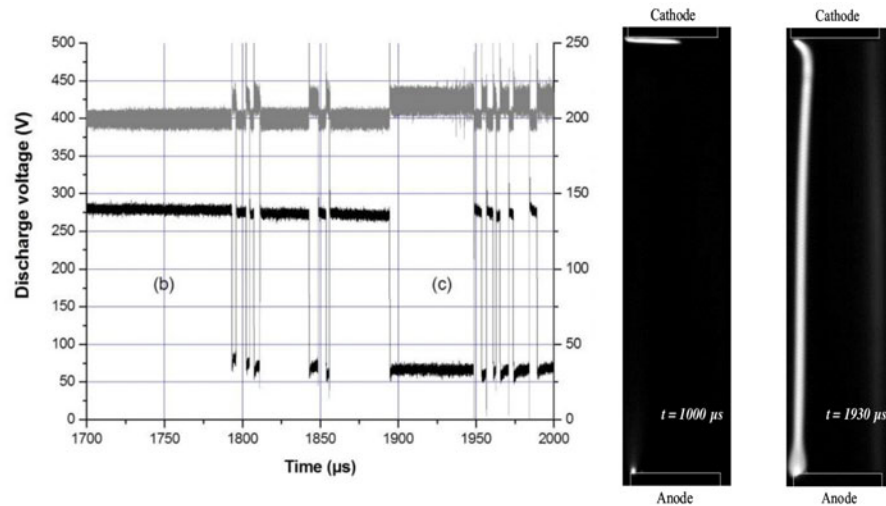 Discharge voltage (V)
500
450
400
350
300
250
200
150
100
50
0
250
200
150
100
50
0
(b)
(c)
1700
1750
1800
1850
1900
1950
2000
Time (µs)
Cathode
t = 1000 µs
Anode
Cathode
t = 1930 µs
Anode